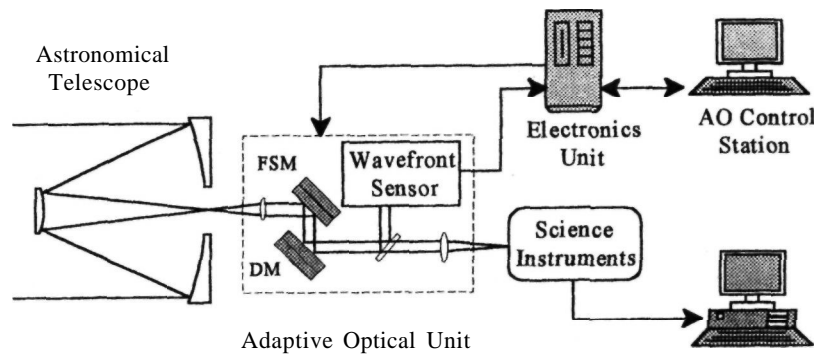 Astronomical
Telescope
FSM
Wavefront
Sensor
DM
Electronics
Unit
AO Control
Station
Science
Instruments
Adaptive Optical Unit